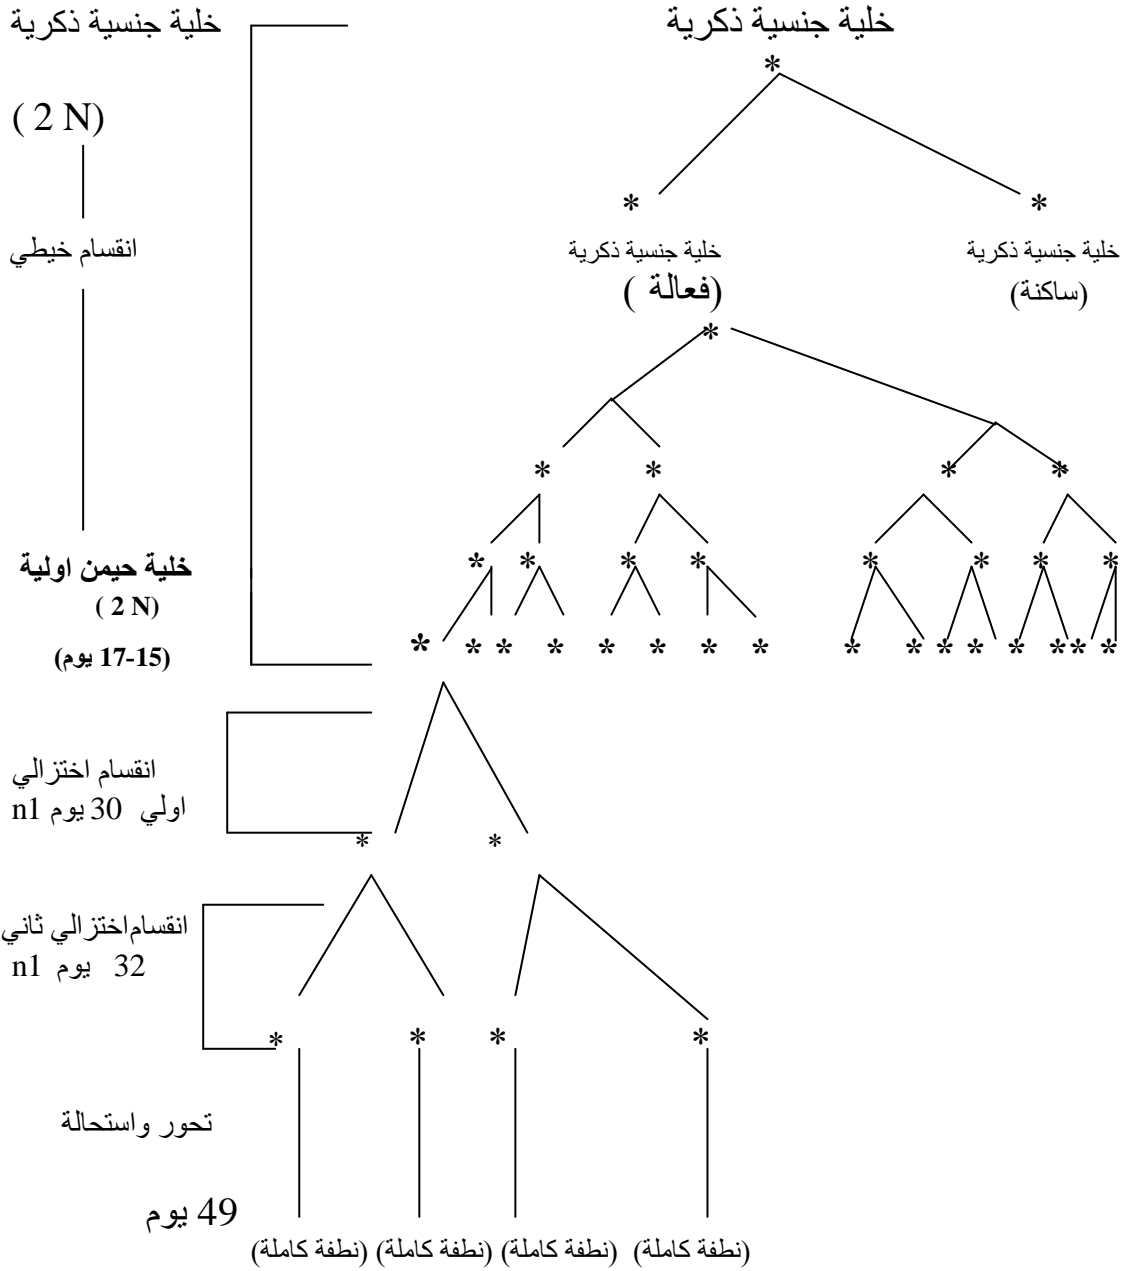 خلية جنسية ذكرية
خلية جنسية ذكرية
( 2 N)
خلية جنسية ذكرية
خلية جنسية ذكرية
انقسام خيطي
(فعالة )
(ساكنة)
خلية حيمن اولية
( 2 N)
(17-15 يوم)
انقسام اختزالي
اولي 30 يوم n1
انقسام اختزالي ثاني
32 يوم n1
تحور واستحالة
49 يوم
(نطفة كاملة) (نطفة كاملة) (نطفة كاملة) (نطفة كاملة)